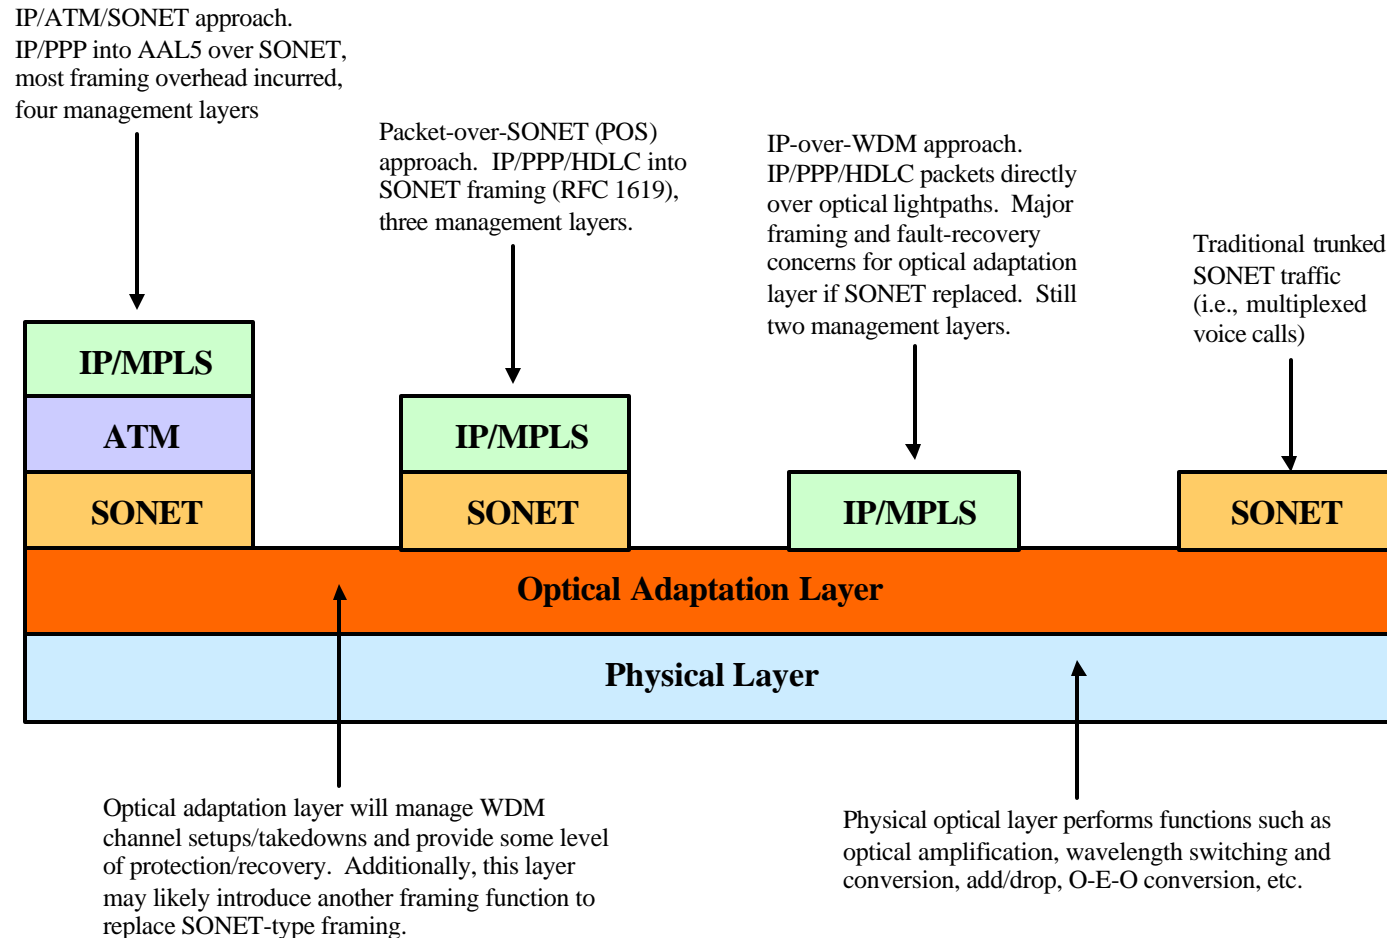 IP/ATM/SONET approach.
IP/PPP into AAL5 over SONET,
most framing overhead incurred,
four management layers
Packet-over-SONET (POS)
approach. IP/PPP/HDLC into
SONET framing (RFC 1619),
three management layers.
IP-over-WDM approach.
IP/PPP/HDLC packets directly
over optical lightpaths. Major
framing and fault-recovery
concerns for optical adaptation
layer if SONET replaced. Still
two management layers.
Traditional trunked
SONET traffic
(i.e., multiplexed
voice calls)
IP/MPLS
ATM
SONET
IP/MPLS
SONET
IP/MPLS
SONET
Optical Adaptation Layer
Physical Layer
Optical adaptation layer will manage WDM
channel setups/takedowns and provide some level
of protection/recovery. Additionally, this layer
may likely introduce another framing function to
replace SONET-type framing.
Physical optical layer performs functions such as
optical amplification, wavelength switching and
conversion, add/drop, O-E-O conversion, etc.